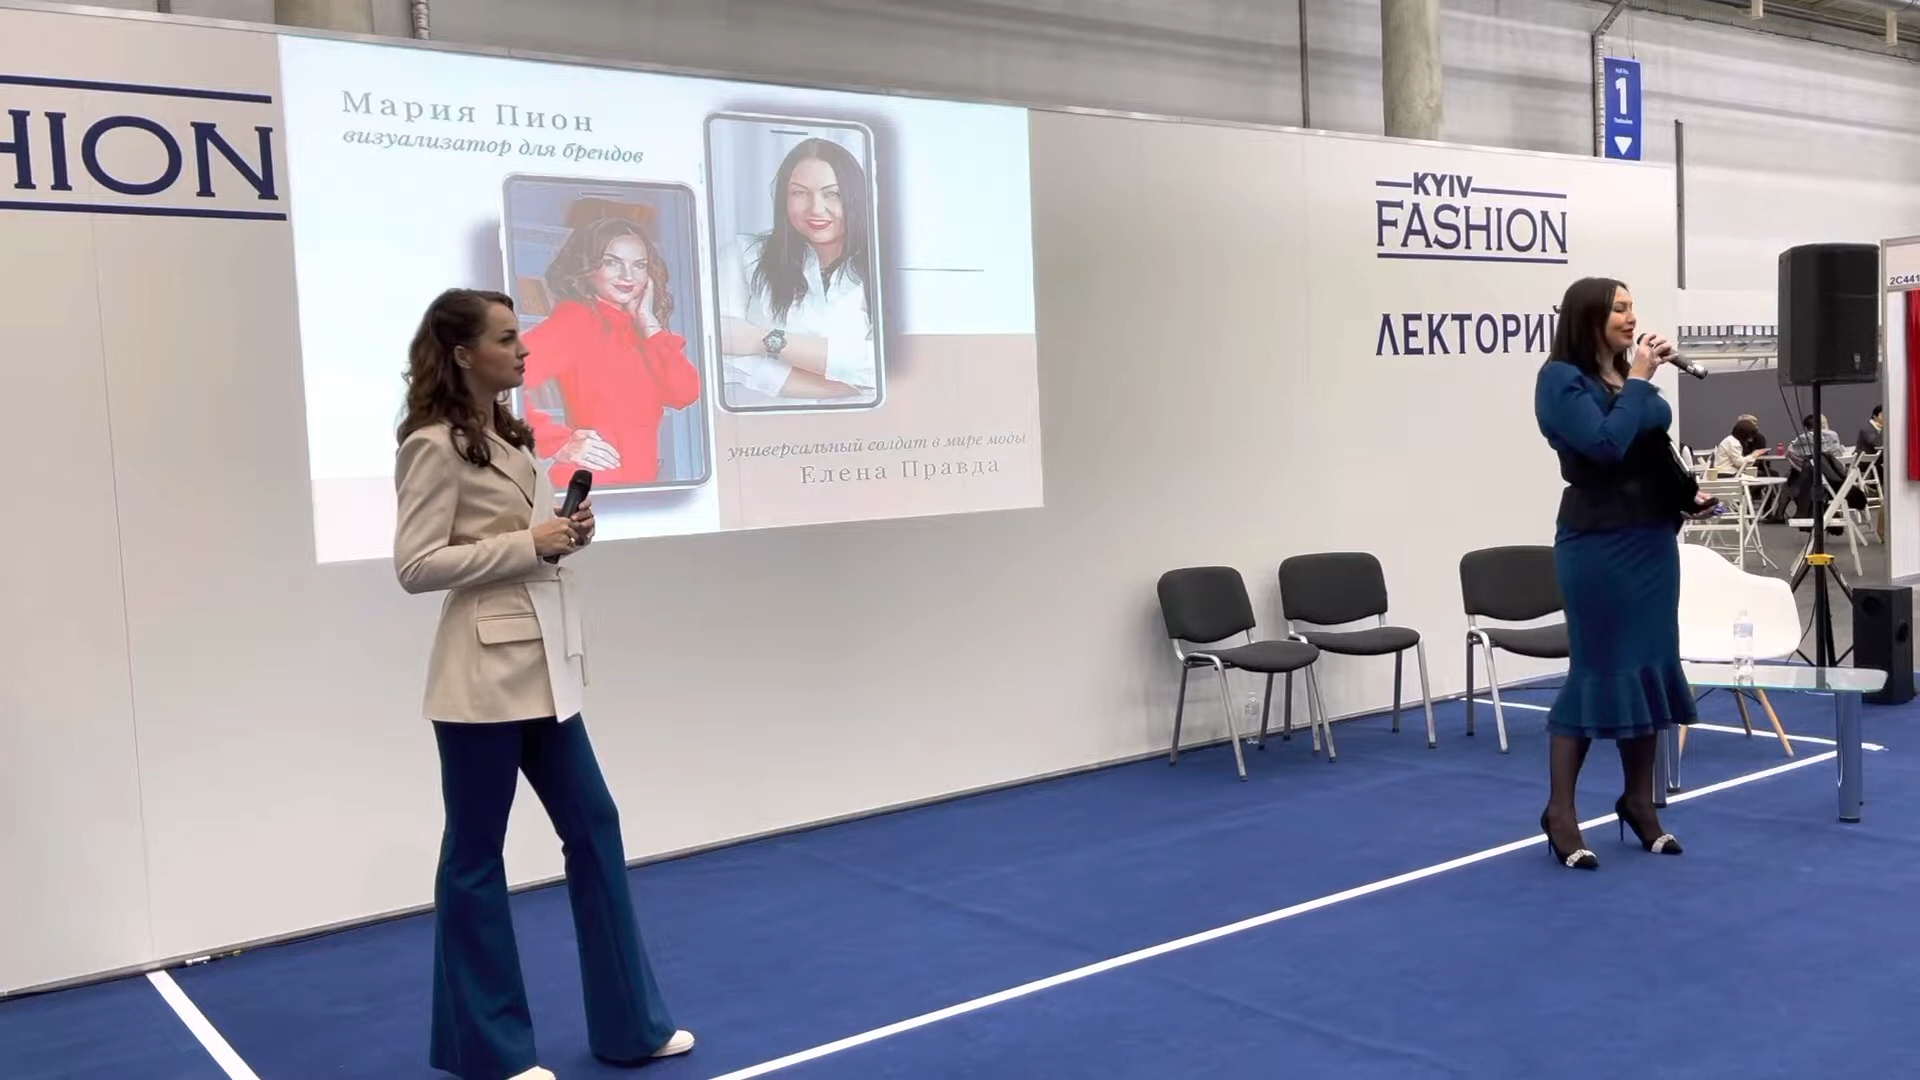 HION
Мария Пион
визуализатор для брендов
универсальный солдат в мире моды
Елена Правда
KYIV
FASHION
ЛЕКТОРИЙ
1
2C441